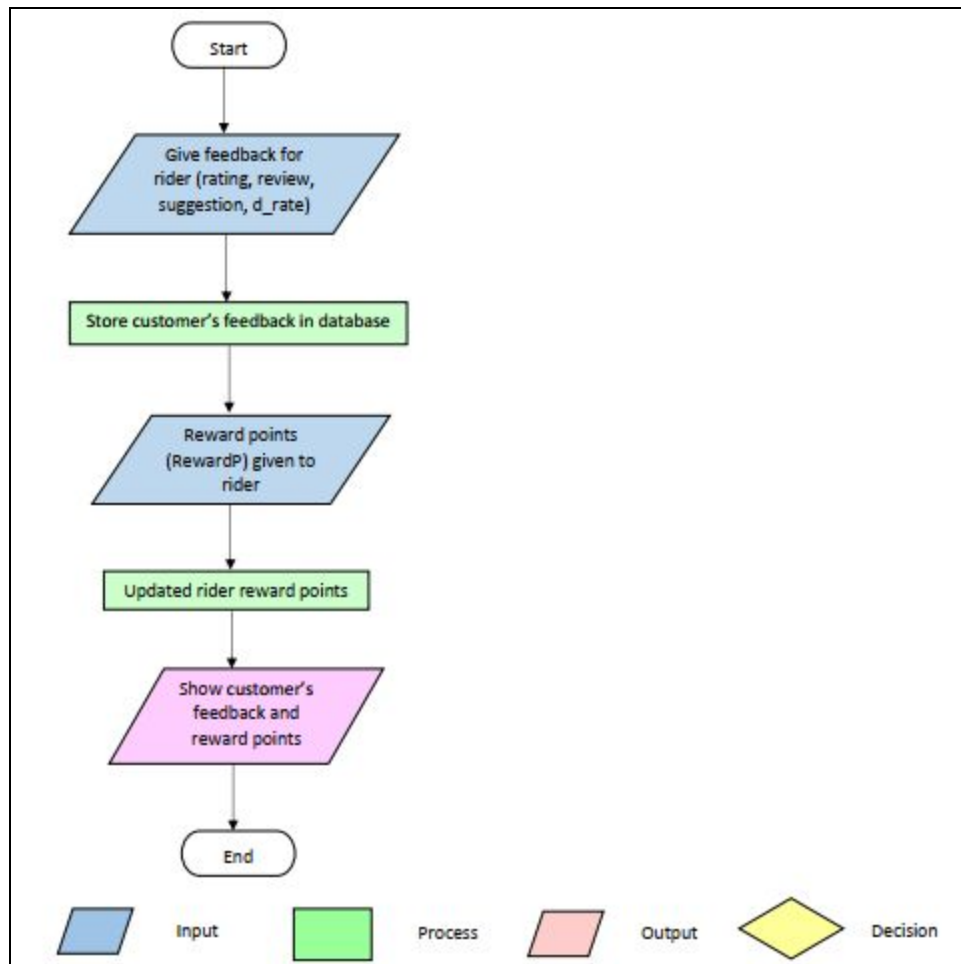 Start
Give feedback for
rider (rating, review,
suggestion, d_rate)
Store customer's feedback in database
Reward points
(RewardP) given to
rider
Updated rider reward points
Show customer's
feedback and
reward points
End
Input
Process
Output
Decision